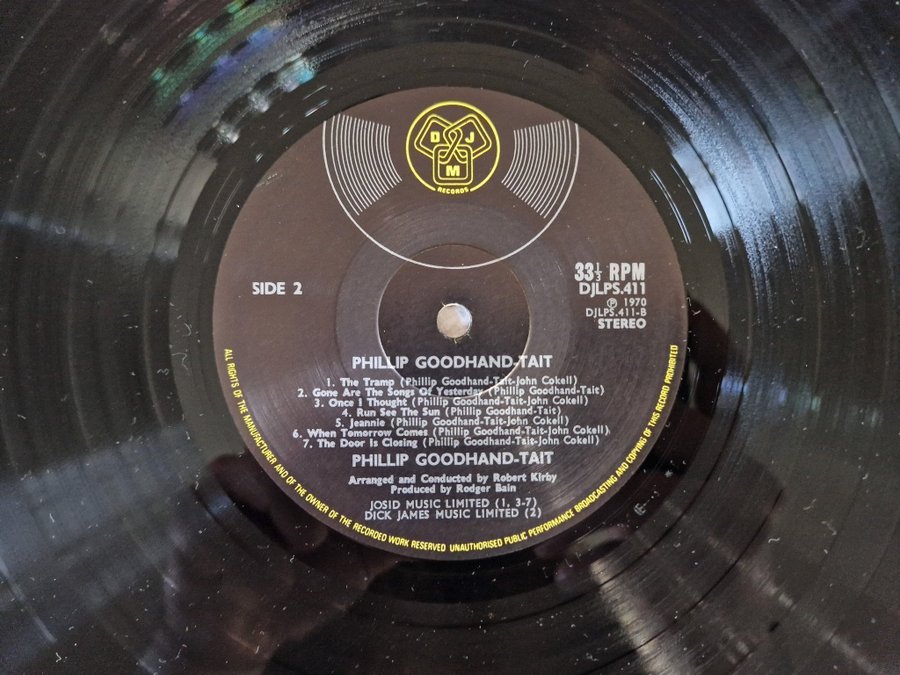 D J
M
RECORDS
SIDE 2
33⅓ RPM
DJLPS.411
Ⓟ 1970
DJLPS.411-B
STEREO
PHILLIP GOODHAND-TAIT
1. The Tramp (Phillip Goodhand-Tait-John Cokell)
2. Gone Are The Songs Of Yesterday (Phillip Goodhand-Tait)
3. Once I Thought (Phillip Goodhand-Tait-John Cokell)
4. Run See The Sun (Phillip Goodhand-Tait)
5. Jeannie (Phillip Goodhand-Tait-John Cokell)
6. When Tomorrow Comes (Phillip Goodhand-Tait-John Cokell)
7. The Door Is Closing (Phillip Goodhand-Tait-John Cokell)
PHILLIP GOODHAND-TAIT
Arranged and Conducted by Robert Kirby
Produced by Rodger Bain
JOSID MUSIC LIMITED (1, 3-7)
DICK JAMES MUSIC LIMITED (2)
ALL RIGHTS OF THE MANUFACTURER AND OF THE OWNER OF THE RECORDED WORK RESERVED UNAUTHORISED PUBLIC PERFORMANCE BROADCASTING AND COPYING OF THIS RECORD PROHIBITED